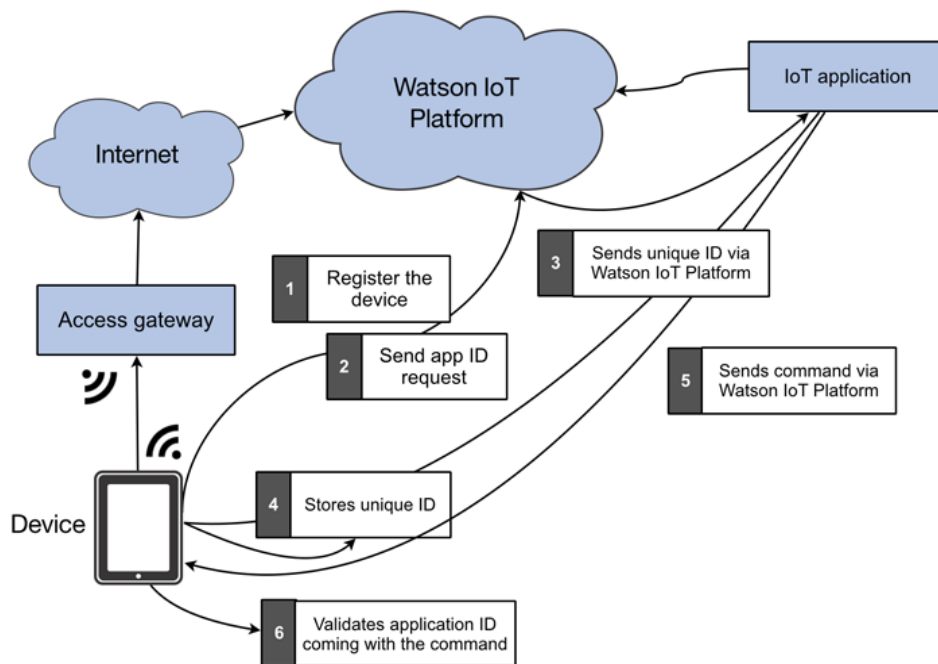 Watson IoT
Platform
IoT application
Internet
1
Register the
device
3
Sends unique ID via
Watson IoT Platform
Access gateway
2
Send app ID
request
5
Sends command via
Watson IoT Platform
4
Stores unique ID
Device
6
Validates application ID
coming with the command